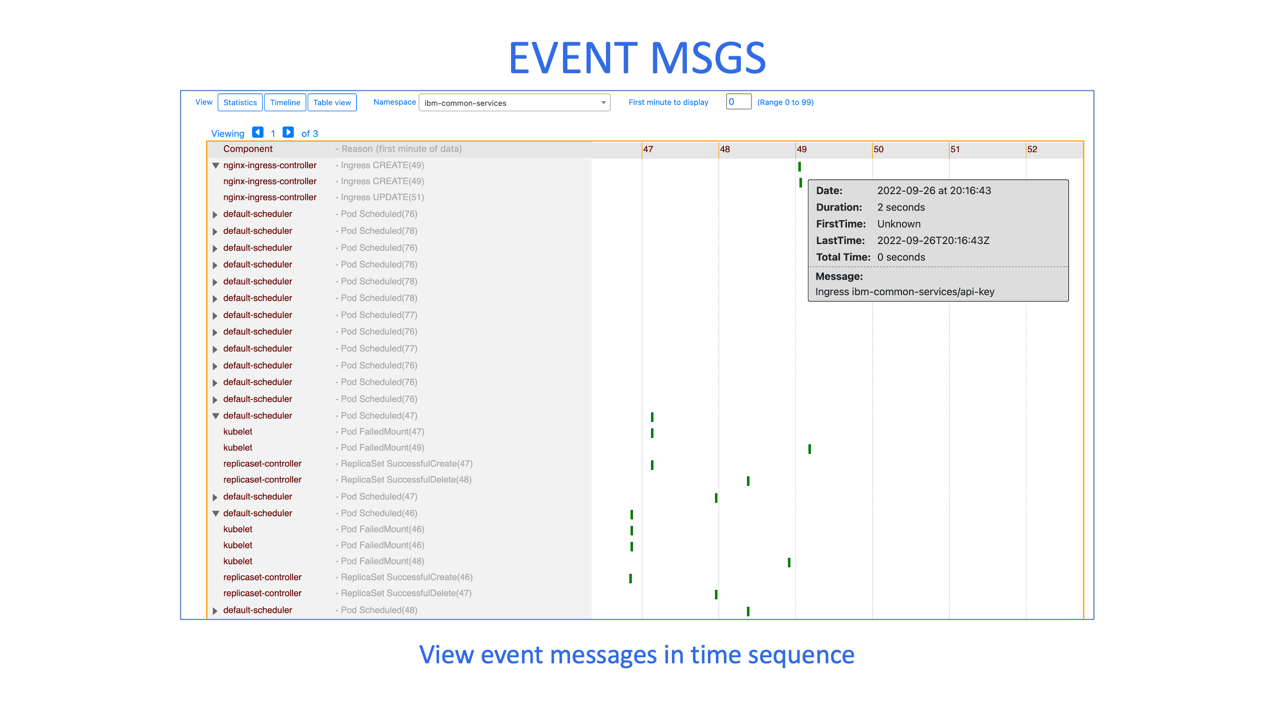 EVENT MSGS
View Statistics Timeline Table view Namespace ibm-common-services First minute to display 0 (Range 0 to 99)
Viewing 1 of 3
Component - Reason (first minute of data) 47 48 49 50 51 52
nginx-ingress-controller - Ingress CREATE(49)
nginx-ingress-controller - Ingress CREATE(49)
nginx-ingress-controller - Ingress UPDATE(51)
default-scheduler - Pod Scheduled(76)
default-scheduler - Pod Scheduled(78)
default-scheduler - Pod Scheduled(76)
default-scheduler - Pod Scheduled(76)
default-scheduler - Pod Scheduled(78)
default-scheduler - Pod Scheduled(78)
default-scheduler - Pod Scheduled(77)
default-scheduler - Pod Scheduled(76)
default-scheduler - Pod Scheduled(77)
default-scheduler - Pod Scheduled(76)
default-scheduler - Pod Scheduled(76)
default-scheduler - Pod Scheduled(76)
default-scheduler - Pod Scheduled(47)
kubelet - Pod FailedMount(47)
kubelet - Pod FailedMount(49)
replicaset-controller - ReplicaSet SuccessfulCreate(47)
replicaset-controller - ReplicaSet SuccessfulDelete(48)
default-scheduler - Pod Scheduled(47)
default-scheduler - Pod Scheduled(46)
kubelet - Pod FailedMount(46)
kubelet - Pod FailedMount(46)
kubelet - Pod FailedMount(48)
replicaset-controller - ReplicaSet SuccessfulCreate(46)
replicaset-controller - ReplicaSet SuccessfulDelete(47)
default-scheduler - Pod Scheduled(48)
Date: 2022-09-26 at 20:16:43
Duration: 2 seconds
FirstTime: Unknown
LastTime: 2022-09-26T20:16:43Z
Total Time: 0 seconds
Message:
Ingress ibm-common-services/api-key
View event messages in time sequence